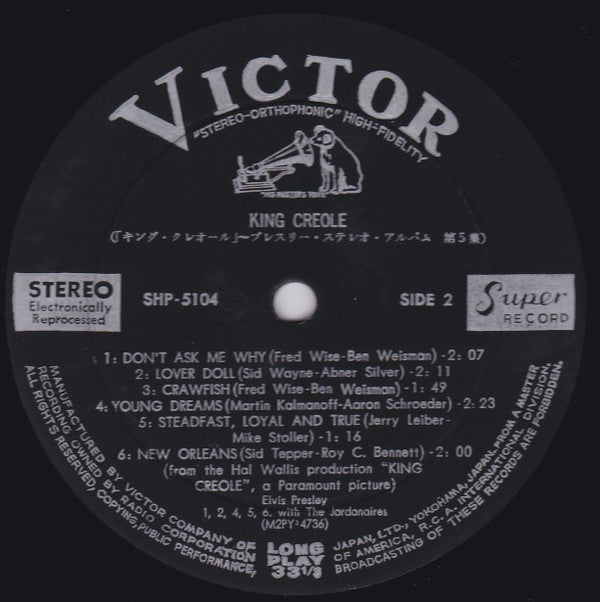 VICTOR
"STEREO-ORTHOPHONIC" HIGH-FIDELITY
"HIS MASTER'S VOICE"
KING CREOLE
(「キング・クレオール」〜プレスリー・ステレオ・アルバム 第5集)
STEREO
Electronically
Reprocessed
SHP-5104
SIDE 2
Super
RECORD
1: DON'T ASK ME WHY (Fred Wise-Ben Weisman) -2: 07
2: LOVER DOLL (Sid Wayne-Abner Silver) -2: 11
3: CRAWFISH (Fred Wise-Ben Weisman) -1: 49
4: YOUNG DREAMS (Martin Kalmanoff-Aaron Schroeder) -2: 23
5: STEADFAST, LOYAL AND TRUE (Jerry Leiber-
Mike Stoller) -1: 16
6: NEW ORLEANS (Sid Tepper-Roy C. Bennett) -2: 00
(from the Hal Wallis production "KING
CREOLE", a Paramount picture)
Elvis Presley
1, 2, 4, 5, 6. with The Jordanaires
(M2PY-4736)
LONG
PLAY
33 1/3
MANUFACTURED BY VICTOR COMPANY OF JAPAN, LTD., YOKOHAMA, JAPAN, FROM A MASTER
RECORDING OWNED BY RADIO CORPORATION OF AMERICA, R.C.A. INTERNATIONAL DIVISION.
ALL RIGHTS RESERVED; COPYING, PUBLIC PERFORMANCE, BROADCASTING OF THESE RECORDS ARE FORBIDDEN.